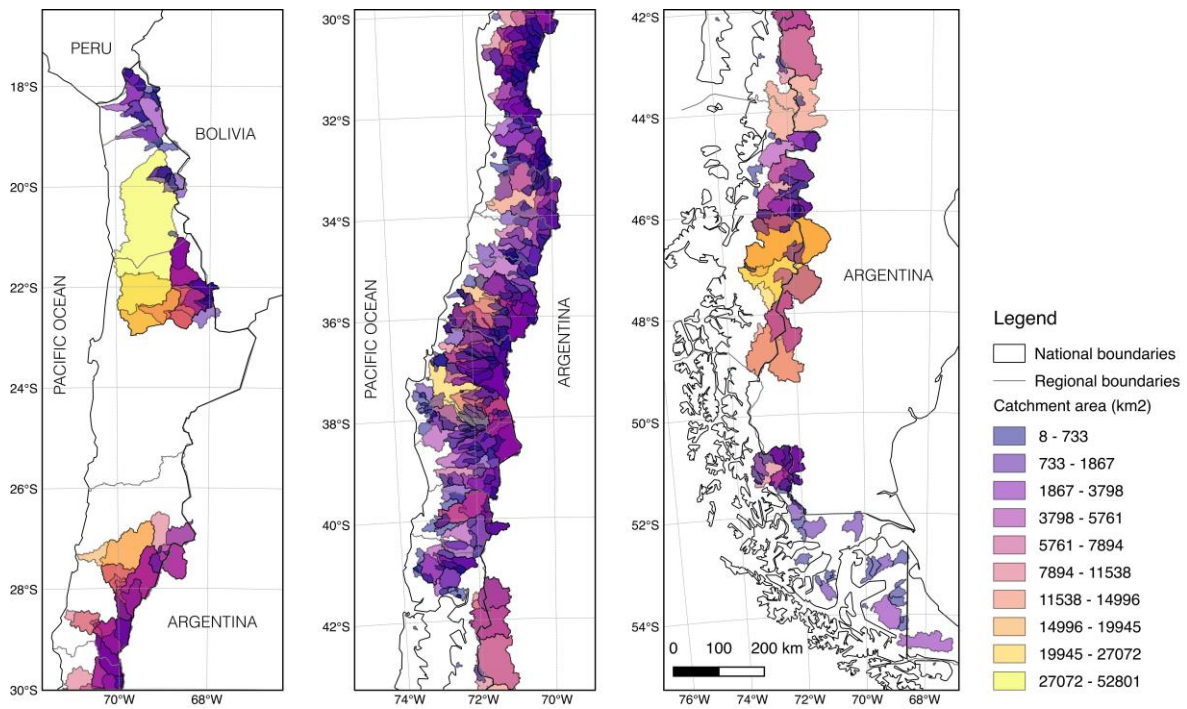 PERU
BOLIVIA
PACIFIC OCEAN
ARGENTINA
18°S
20°S
22°S
24°S
26°S
28°S
30°S
70°W
68°W
PACIFIC OCEAN
ARGENTINA
30°S
32°S
34°S
36°S
38°S
40°S
42°S
74°W
72°W
70°W
ARGENTINA
42°S
44°S
46°S
48°S
50°S
52°S
54°S
0 100 200 km
76°W
74°W
72°W
70°W
68°W
Legend
National boundaries
Regional boundaries
Catchment area (km2)
8 - 733
733 - 1867
1867 - 3798
3798 - 5761
5761 - 7894
7894 - 11538
11538 - 14996
14996 - 19945
19945 - 27072
27072 - 52801